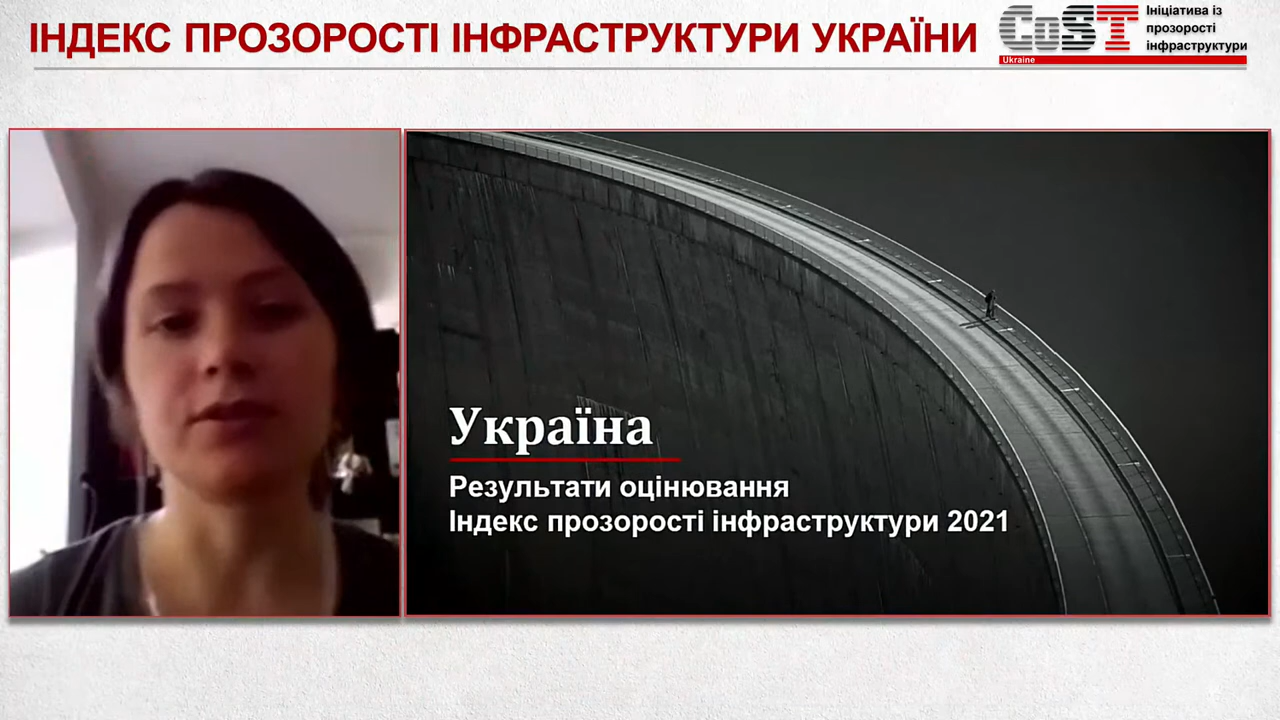 ІНДЕКС ПРОЗОРОСТІ ІНФРАСТРУКТУРИ УКРАЇНИ
CoST
Ініціатива із
прозорості
інфраструктури
Ukraine
Україна
Результати оцінювання
Індекс прозорості інфраструктури 2021